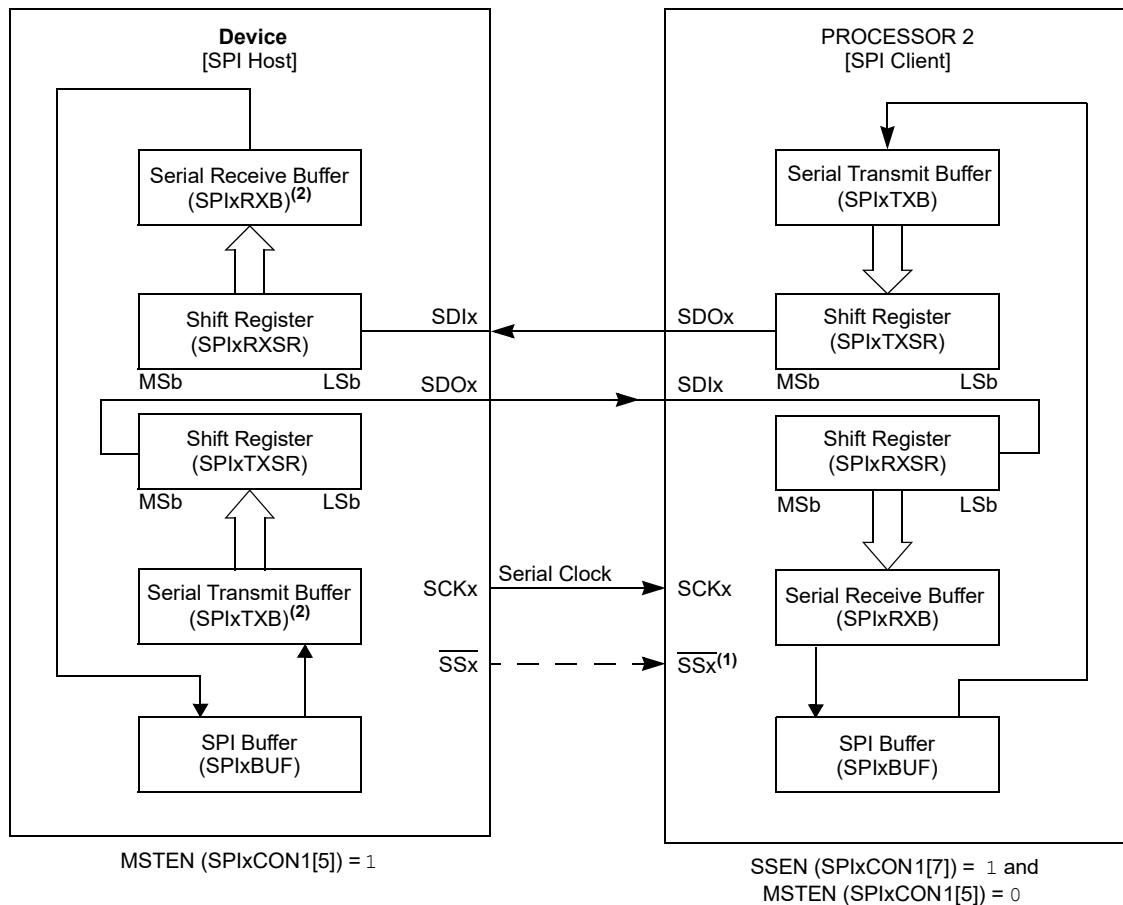 Device
[SPI Host]
Serial Receive Buffer
(SPIxRXB)(2)
Shift Register
(SPIxRXSR)
MSb
LSb
SDIx
SDOx
Shift Register
(SPIxTXSR)
MSb
LSb
Serial Transmit Buffer
(SPIxTXB)(2)
SCKx
Serial Clock
SSx
SPI Buffer
(SPIxBUF)
MSTEN (SPIxCON1[5]) = 1
PROCESSOR 2
[SPI Client]
Serial Transmit Buffer
(SPIxTXB)
SDOx
Shift Register
(SPIxTXSR)
MSb
LSb
SDIx
Shift Register
(SPIxRXSR)
MSb
LSb
Serial Receive Buffer
(SPIxRXB)
SCKx
SSx(1)
SPI Buffer
(SPIxBUF)
SSEN (SPIxCON1[7]) = 1 and
MSTEN (SPIxCON1[5]) = 0